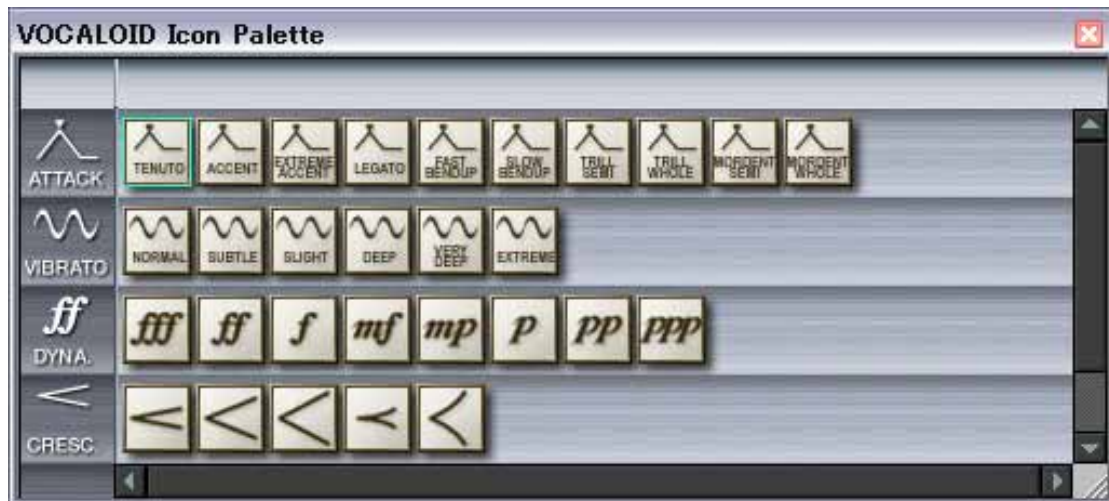 VOCALOID Icon Palette
ATTACK
TENUTO
ACCENT
EXTREME
ACCENT
LEGATO
FAST
BENDUP
SLOW
BENDUP
TRILL
SEMI
TRILL
WHOLE
MORDENT
SEMI
MORDENT
WHOLE
VIBRATO
NORMAL
SUBTLE
SLIGHT
DEEP
VERY
DEEP
EXTREME
ff
DYNA.
fff
ff
f
mf
mp
p
pp
ppp
CRESC